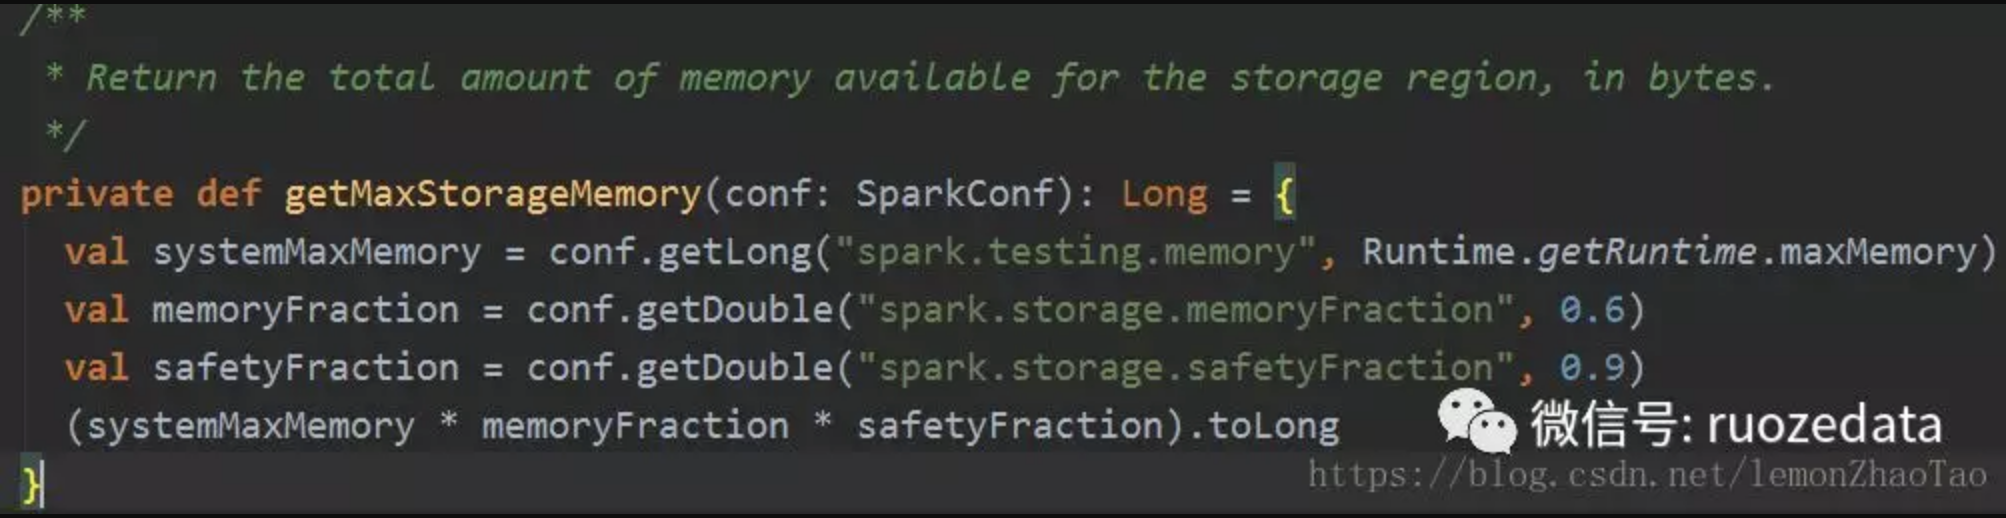 /**
 * Return the total amount of memory available for the storage region, in bytes.
 */
private def getMaxStorageMemory(conf: SparkConf): Long = {
  val systemMaxMemory = conf.getLong("spark.testing.memory", Runtime.getRuntime.maxMemory)
  val memoryFraction = conf.getDouble("spark.storage.memoryFraction", 0.6)
  val safetyFraction = conf.getDouble("spark.storage.safetyFraction", 0.9)
  (systemMaxMemory * memoryFraction * safetyFraction).toLong
微信号: ruozedata
https://blog.csdn.net/lemonZhaoTao
}